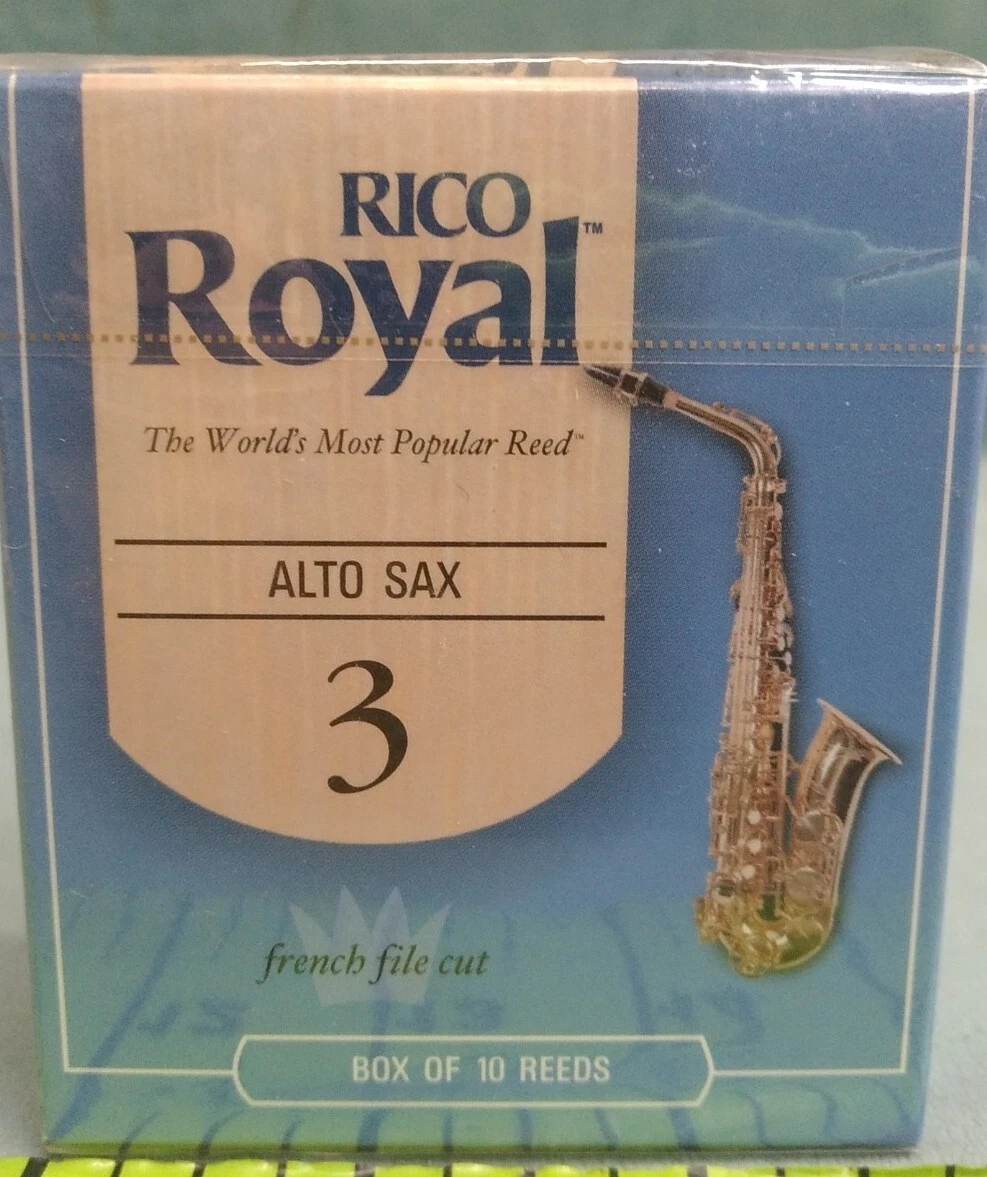 RICO
Royal™
The World's Most Popular Reed™
ALTO SAX
3
french file cut
BOX OF 10 REEDS